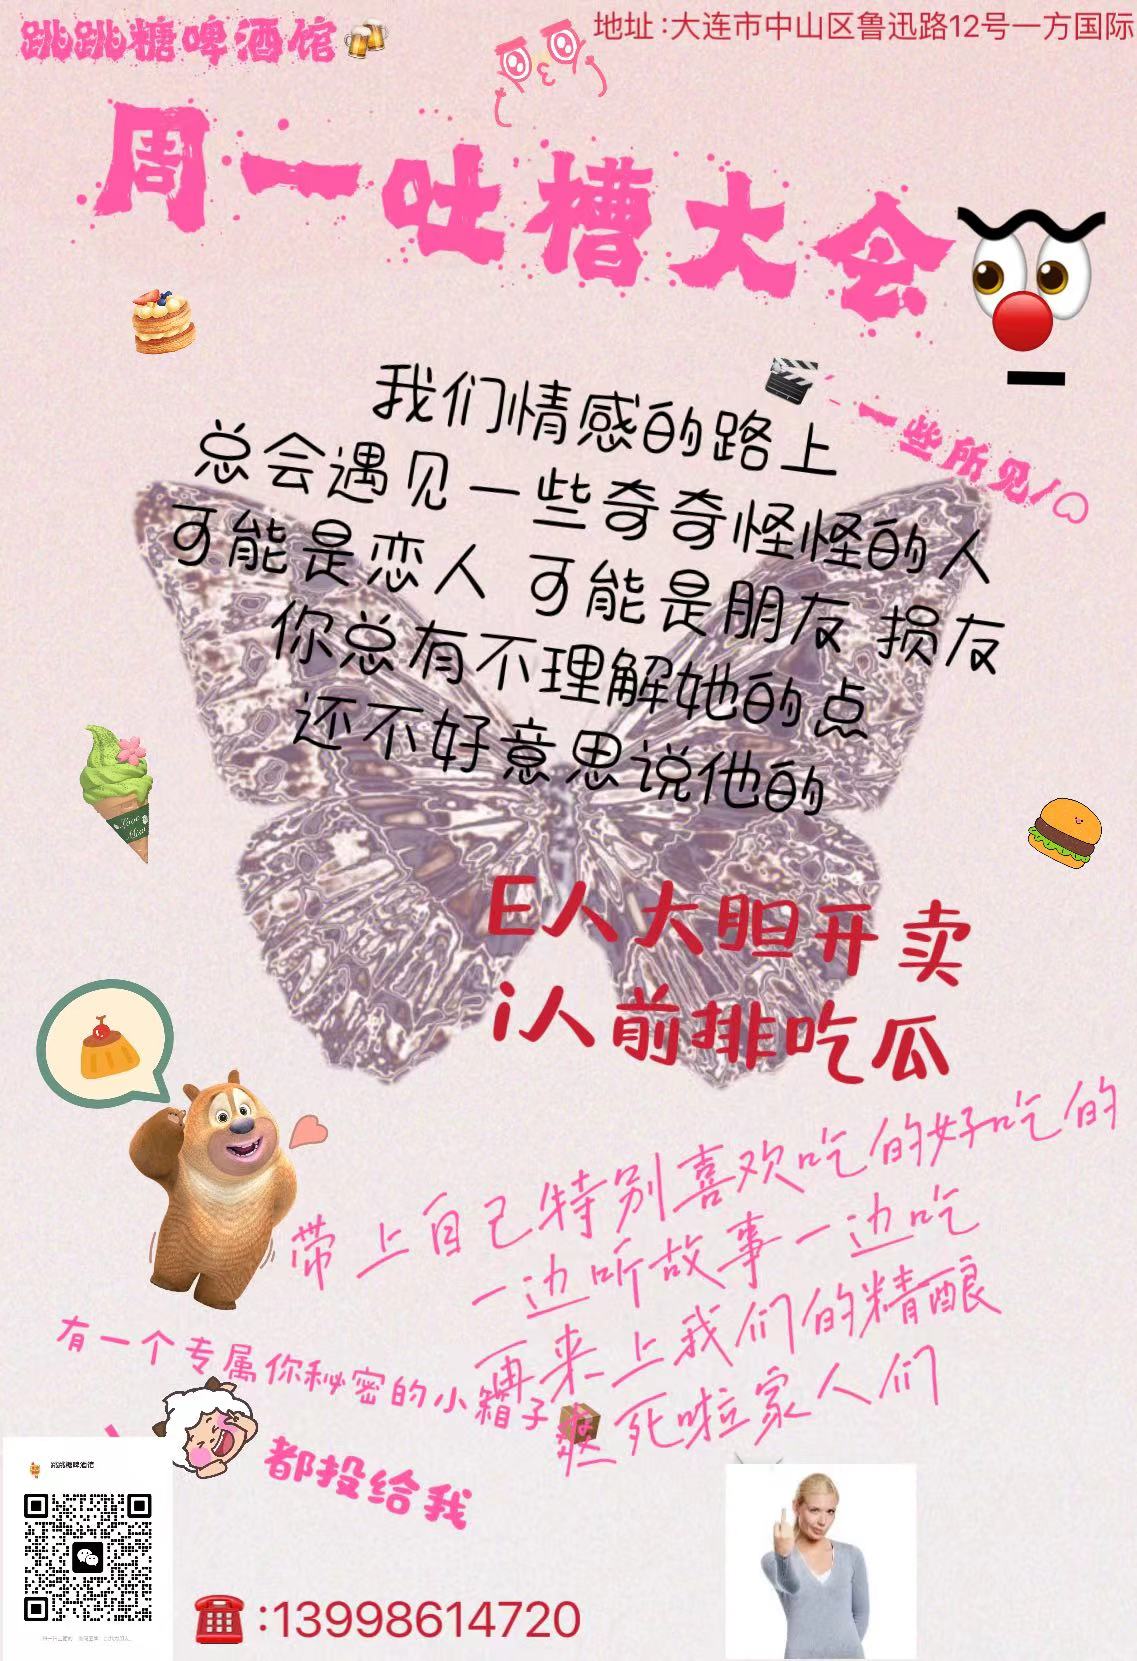 跳跳糖啤酒馆
地址:大连市中山区鲁迅路12号一方国际
周一吐槽大会
一些所见/
我们情感的路上
总会遇见一些奇奇怪怪的人
可能是恋人 可能是朋友 损友
你总有不理解她的点
还不好意思说他的
E人大胆开卖
i人前排吃瓜
带上自己特别喜欢吃的好吃的
一边听故事一边吃
再来上我们的精酿
爽死啦家人们
有一个专属你秘密的小箱子
都投给我
跳跳糖啤酒馆
:13998614720